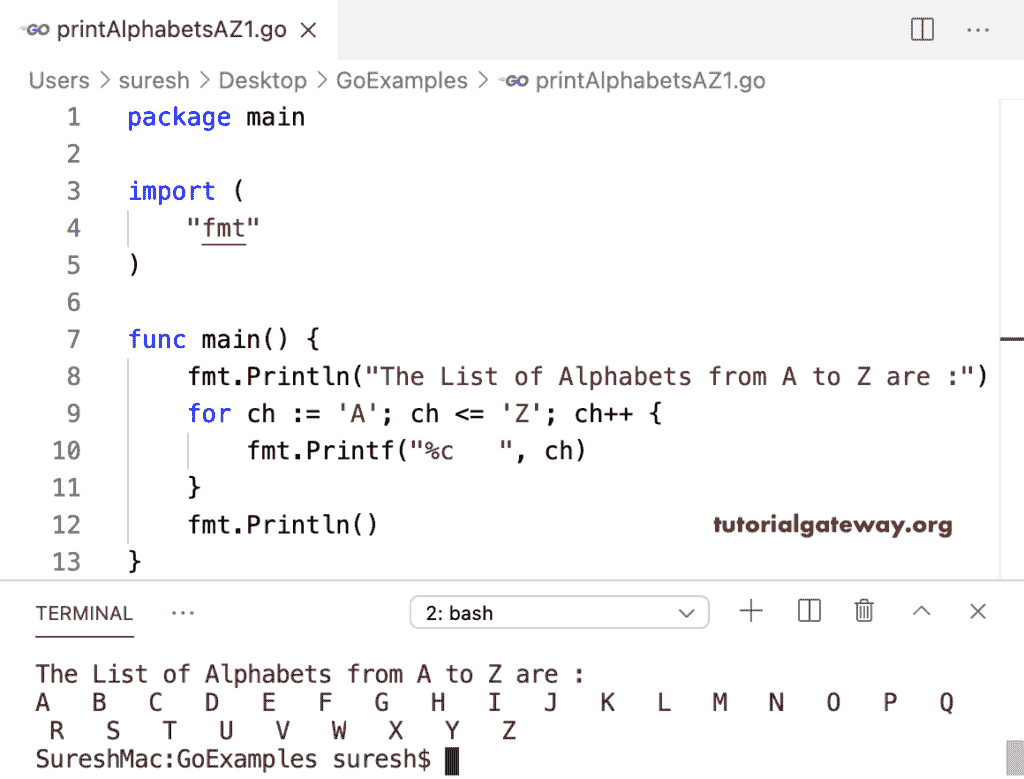 GO printAlphabetsAZ1.go
Users > suresh > Desktop > GoExamples > GO printAlphabetsAZ1.go
1 package main
2
3 import (
4 "fmt"
5 )
6
7 func main() {
8 fmt.Println("The List of Alphabets from A to Z are :")
9 for ch := 'A'; ch <= 'Z'; ch++ {
10 fmt.Printf("%c   ", ch)
11 }
12 fmt.Println()
tutorialgateway.org
13 }
TERMINAL ... 2: bash
The List of Alphabets from A to Z are :
A   B   C   D   E   F   G   H   I   J   K   L   M   N   O   P   Q
 R   S   T   U   V   W   X   Y   Z
SureshMac:GoExamples suresh$